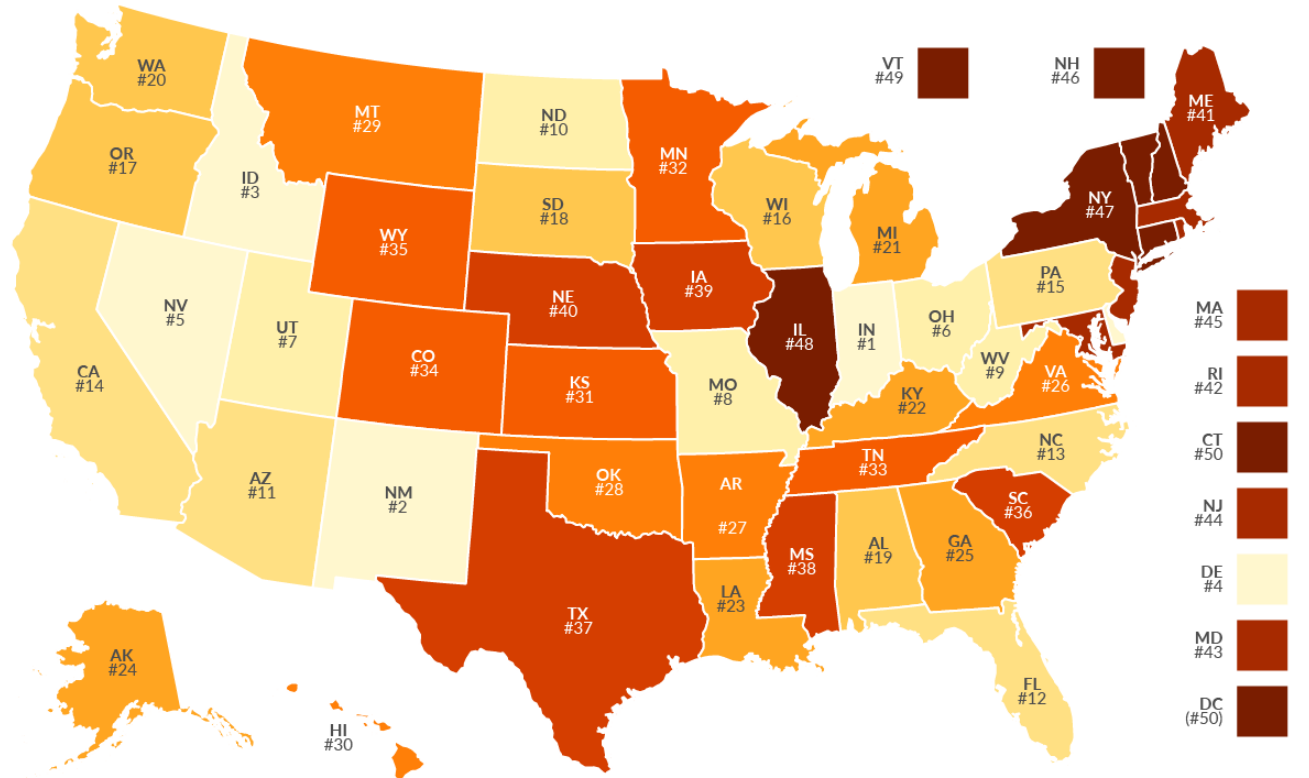 WA
#20
OR
#17
CA
#14
NV
#5
ID
#3
MT
#29
WY
#35
UT
#7
CO
#34
AZ
#11
NM
#2
ND
#10
SD
#18
NE
#40
KS
#31
OK
#28
TX
#37
MN
#32
IA
#39
MO
#8
AR
#27
LA
#23
WI
#16
IL
#48
MI
#21
IN
#1
OH
#6
KY
#22
TN
#33
MS
#38
AL
#19
GA
#25
FL
#12
SC
#36
NC
#13
VA
#26
WV
#9
PA
#15
NY
#47
ME
#41
VT
#49
NH
#46
MA
#45
RI
#42
CT
#50
NJ
#44
DE
#4
MD
#43
DC
(#50)
AK
#24
HI
#30